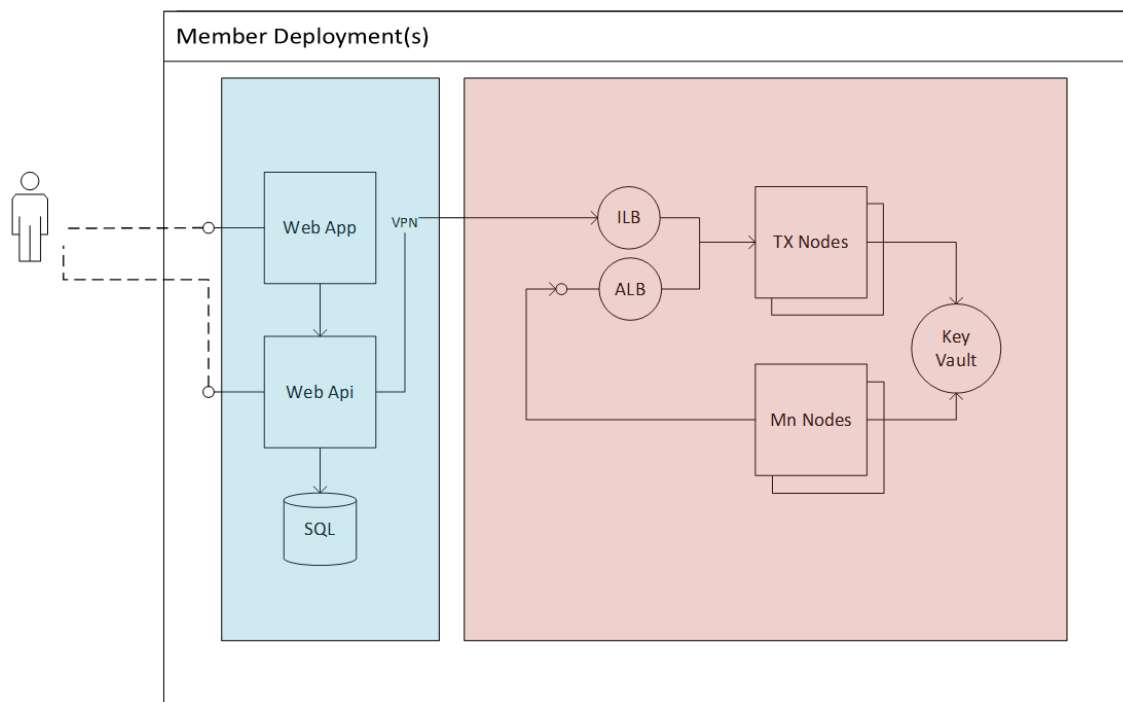 Member Deployment(s)
Web App
VPN
ILB
TX Nodes
ALB
Key
Vault
Web Api
Mn Nodes
SQL